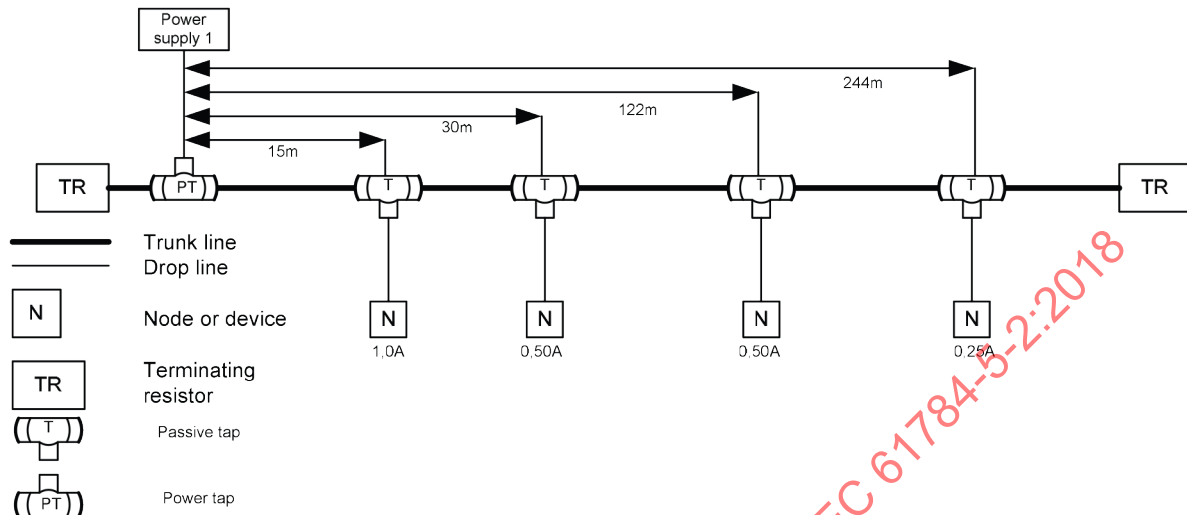 Power
supply 1
244m
122m
30m
15m
TR
PT
T
T
T
T
TR
Trunk line
Drop line
N
Node or device
N
N
N
N
1,0A
0,50A
0,50A
0,25A
TR
Terminating
resistor
T
Passive tap
PT
Power tap
EC 61784-5-2:2018